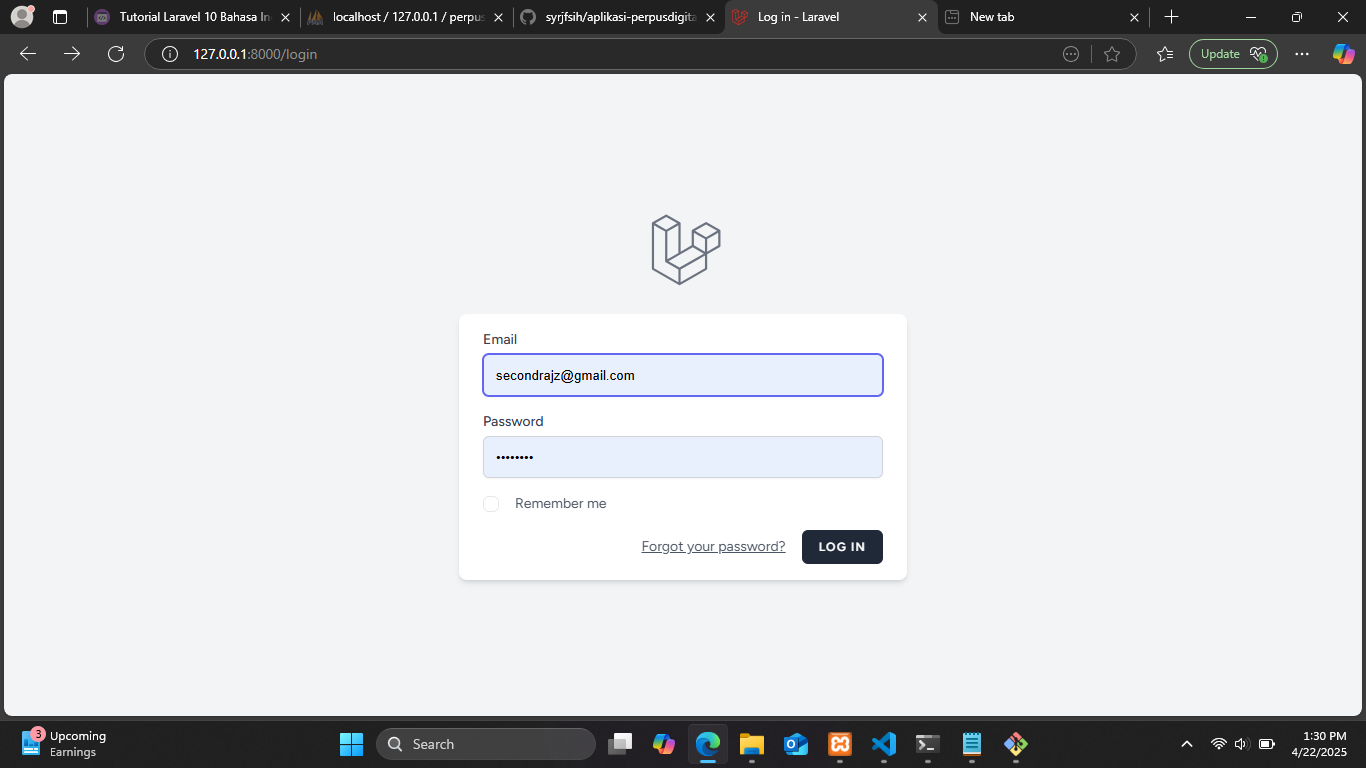 Tutorial Laravel 10 Bahasa In
localhost / 127.0.0.1 / perpus
syrjfsih/aplikasi-perpusdigita
Log in - Laravel
New tab
127.0.0.1:8000/login
Update
Email
secondrajz@gmail.com
Password
Remember me
Forgot your password?
LOG IN
3
Upcoming
Earnings
Search
1:30 PM
4/22/2025